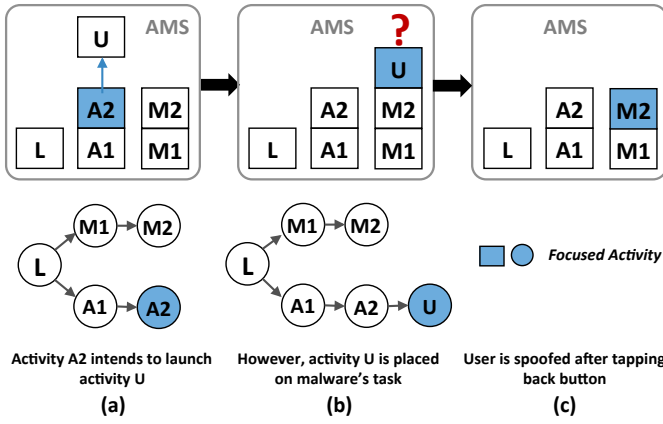 AMS
U
A2 M2
L A1 M1
AMS
?
U
A2 M2
L A1 M1
AMS
A2 M2
L A1 M1
M1 M2
L
A1 A2
M1 M2
L
A1 A2 U
Focused Activity
Activity A2 intends to launch
activity U
(a)
However, activity U is placed
on malware's task
(b)
User is spoofed after tapping
back button
(c)